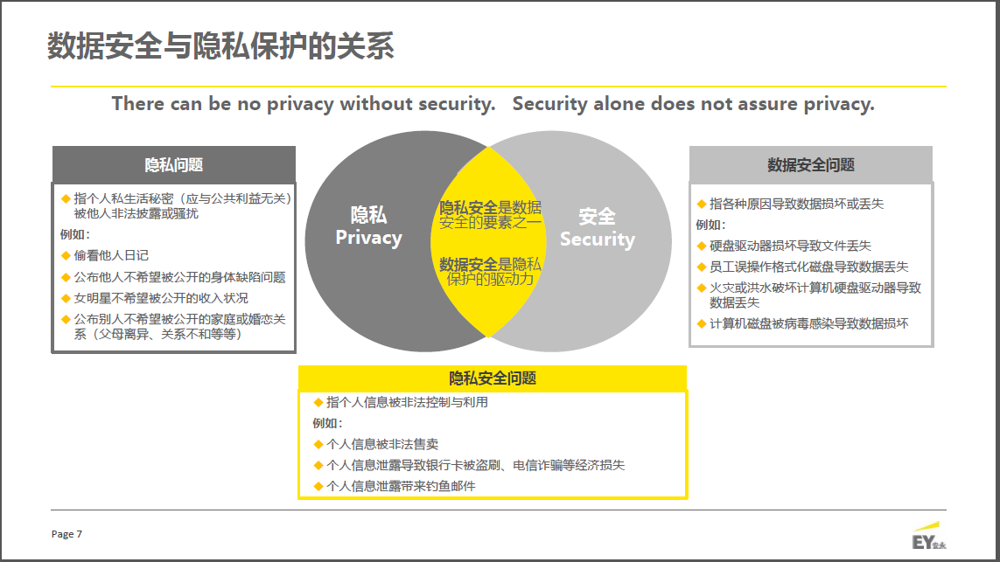 数据安全与隐私保护的关系
There can be no privacy without security. Security alone does not assure privacy.
隐私问题
指个人私生活秘密（应与公共利益无关）
被他人非法披露或骚扰
例如：
偷看他人日记
公布他人不希望被公开的身体缺陷问题
女明星不希望被公开的收入状况
公布别人不希望被公开的家庭或婚恋关
系（父母离异、关系不和等等）
隐私
Privacy
隐私安全是数据
安全的要素之一
数据安全是隐私
保护的驱动力
安全
Security
数据安全问题
指各种原因导致数据损坏或丢失
例如：
硬盘驱动器损坏导致文件丢失
员工误操作格式化磁盘导致数据丢失
火灾或洪水破坏计算机硬盘驱动器导致
数据丢失
计算机磁盘被病毒感染导致数据损坏
隐私安全问题
指个人信息被非法控制与利用
例如：
个人信息被非法售卖
个人信息泄露导致银行卡被盗刷、电信诈骗等经济损失
个人信息泄露带来钓鱼邮件
Page 7
EY安永